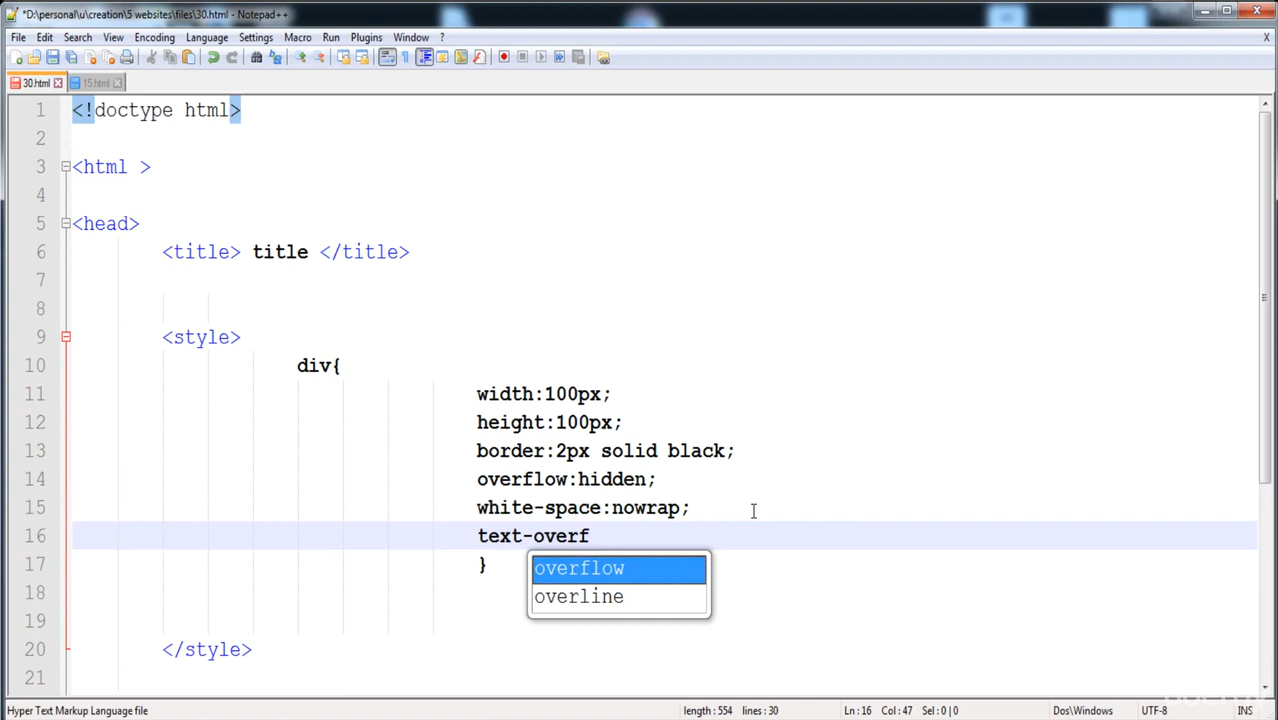 *D:\personal\u\creation\5 websites\files\30.html - Notepad++
File Edit Search View Encoding Language Settings Macro Run Plugins Window ? X
30.html 15.html
1 <!doctype html>
2
3 <html >
4
5 <head>
6 <title> title </title>
7
8
9 <style>
10 div{
11 width:100px;
12 height:100px;
13 border:2px solid black;
14 overflow:hidden;
15 white-space:nowrap;
16 text-overf
17 }
overflow
18
overline
19
20 </style>
21
Hyper Text Markup Language file length : 554 lines : 30 Ln : 16 Col : 47 Sel : 0 | 0 Dos\Windows UTF-8 INS